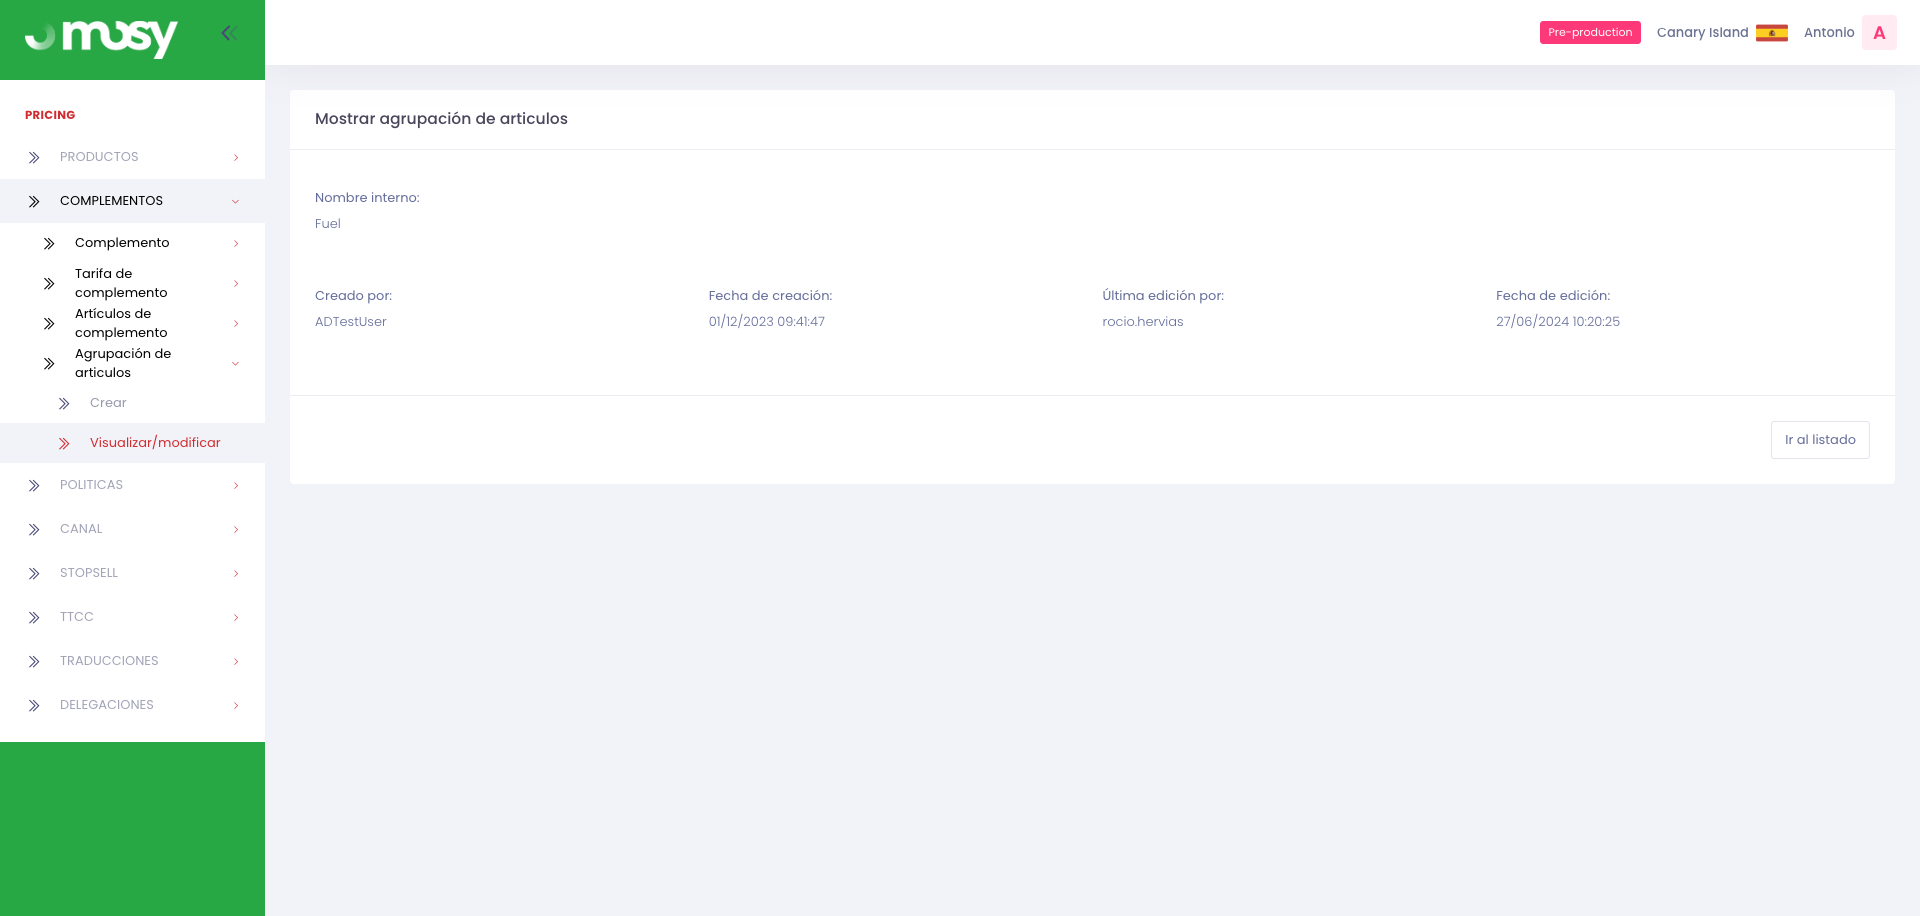 mosy
Pre-production
Canary Island
Antonio
A
PRICING
PRODUCTOS
COMPLEMENTOS
Complemento
Tarifa de
complemento
Artículos de
complemento
Agrupación de
articulos
Crear
Visualizar/modificar
POLITICAS
CANAL
STOPSELL
TTCC
TRADUCCIONES
DELEGACIONES
Mostrar agrupación de articulos
Nombre interno:
Fuel
Creado por:
ADTestUser
Fecha de creación:
01/12/2023 09:41:47
Última edición por:
rocio.hervias
Fecha de edición:
27/06/2024 10:20:25
Ir al listado